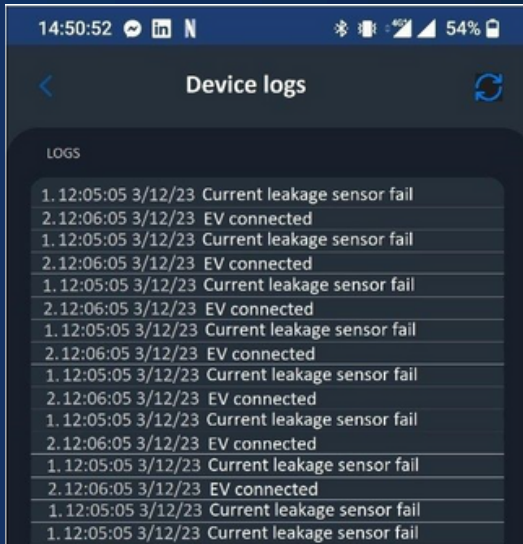 14:50:52 in N 4G 54%
Device logs
LOGS
1. 12:05:05 3/12/23 Current leakage sensor fail
2. 12:06:05 3/12/23 EV connected
1. 12:05:05 3/12/23 Current leakage sensor fail
2. 12:06:05 3/12/23 EV connected
1. 12:05:05 3/12/23 Current leakage sensor fail
2. 12:06:05 3/12/23 EV connected
1. 12:05:05 3/12/23 Current leakage sensor fail
2. 12:06:05 3/12/23 EV connected
1. 12:05:05 3/12/23 Current leakage sensor fail
2. 12:06:05 3/12/23 EV connected
1. 12:05:05 3/12/23 Current leakage sensor fail
2. 12:06:05 3/12/23 EV connected
1. 12:05:05 3/12/23 Current leakage sensor fail
2. 12:06:05 3/12/23 EV connected
1. 12:05:05 3/12/23 Current leakage sensor fail
1. 12:05:05 3/12/23 Current leakage sensor fail